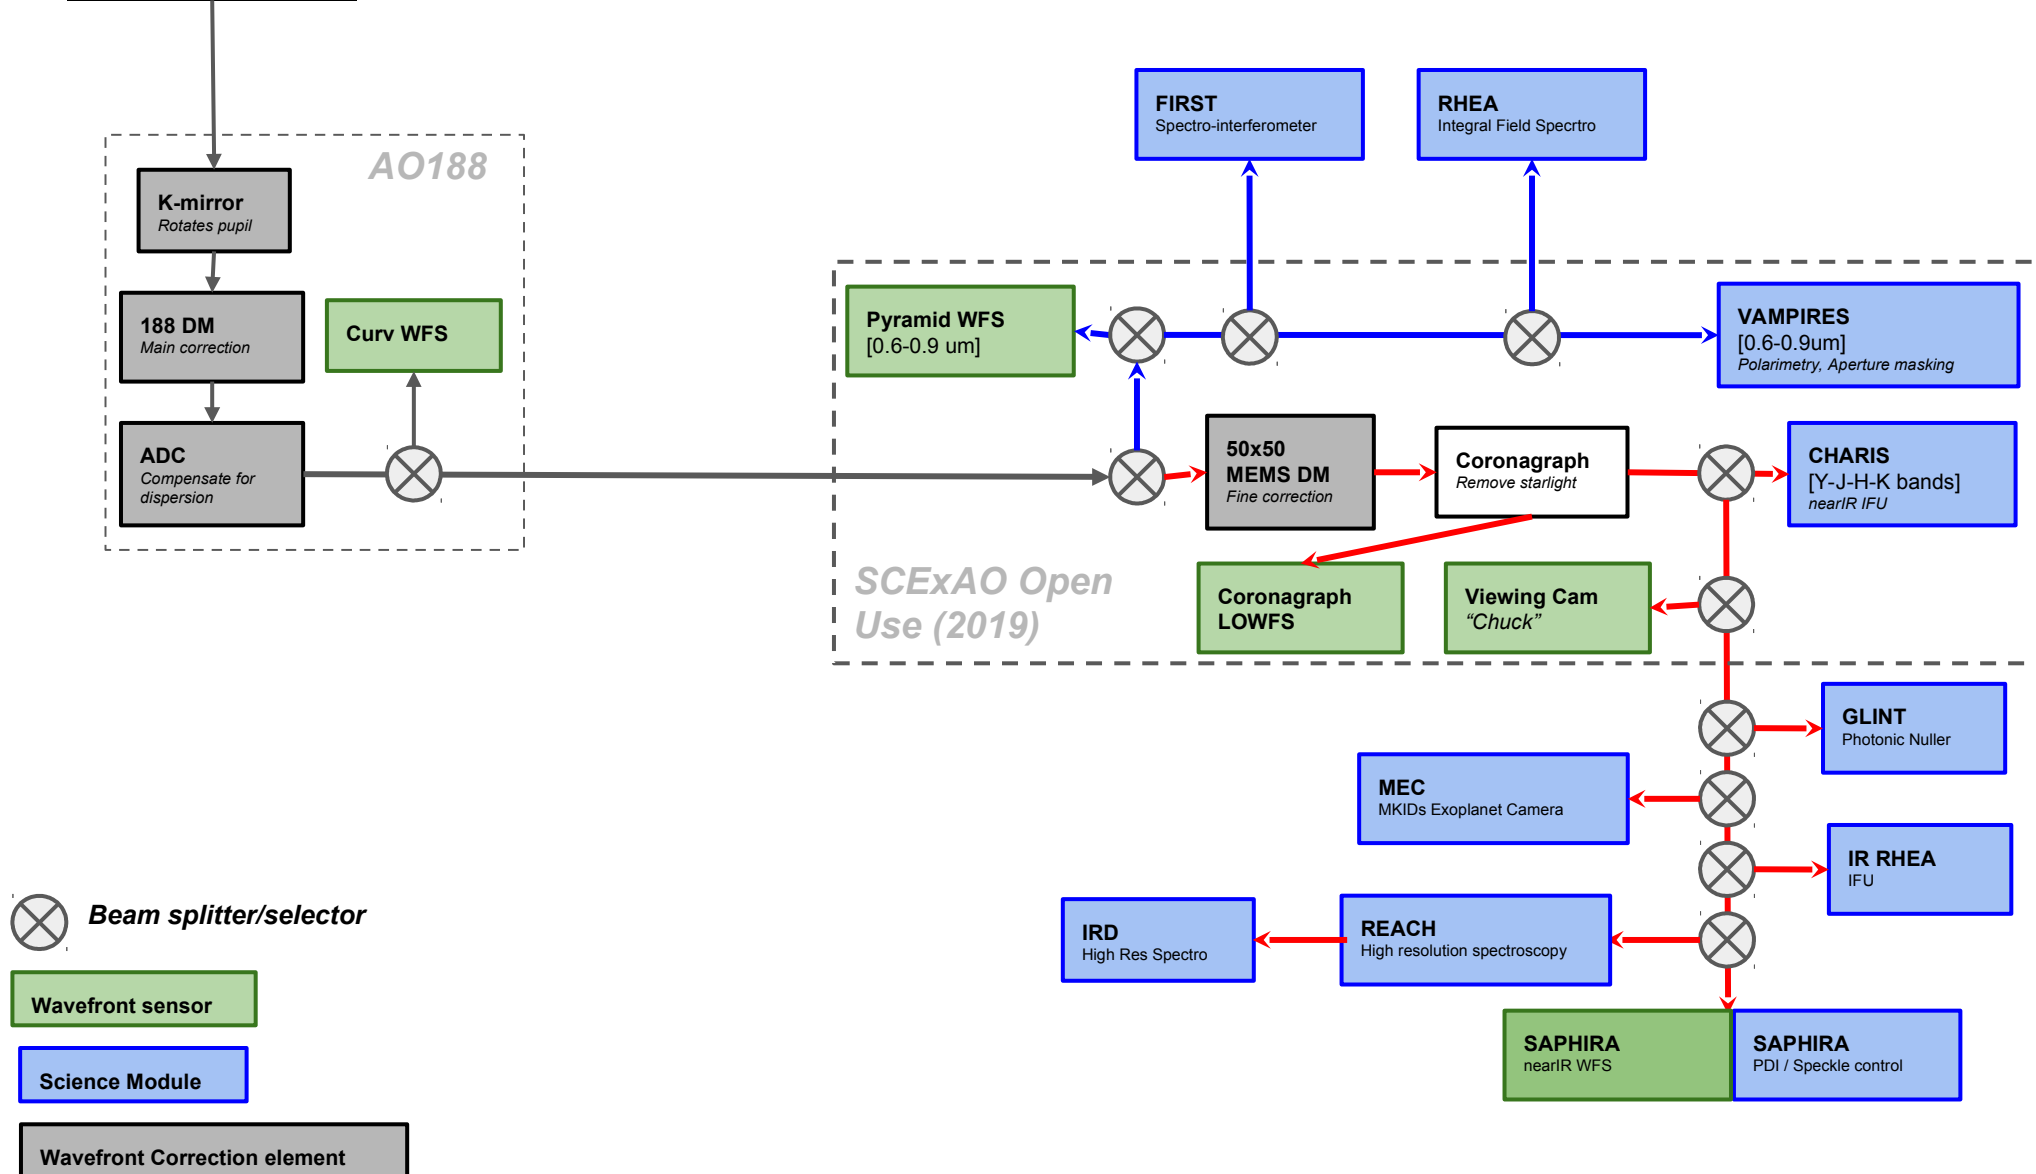 AO188
K-mirror
Rotates pupil
188 DM
Main correction
Curv WFS
ADC
Compensate for
dispersion
FIRST
Spectro-interferometer
RHEA
Integral Field Specrtro
Pyramid WFS
[0.6-0.9 um]
VAMPIRES
[0.6-0.9um]
Polarimetry, Aperture masking
50x50
MEMS DM
Fine correction
Coronagraph
Remove starlight
CHARIS
[Y-J-H-K bands]
nearIR IFU
SCExAO Open
Use (2019)
Coronagraph
LOWFS
Viewing Cam
“Chuck”
GLINT
Photonic Nuller
MEC
MKIDs Exoplanet Camera
IR RHEA
IFU
IRD
High Res Spectro
REACH
High resolution spectroscopy
SAPHIRA
nearIR WFS
SAPHIRA
PDI / Speckle control
Beam splitter/selector
Wavefront sensor
Science Module
Wavefront Correction element